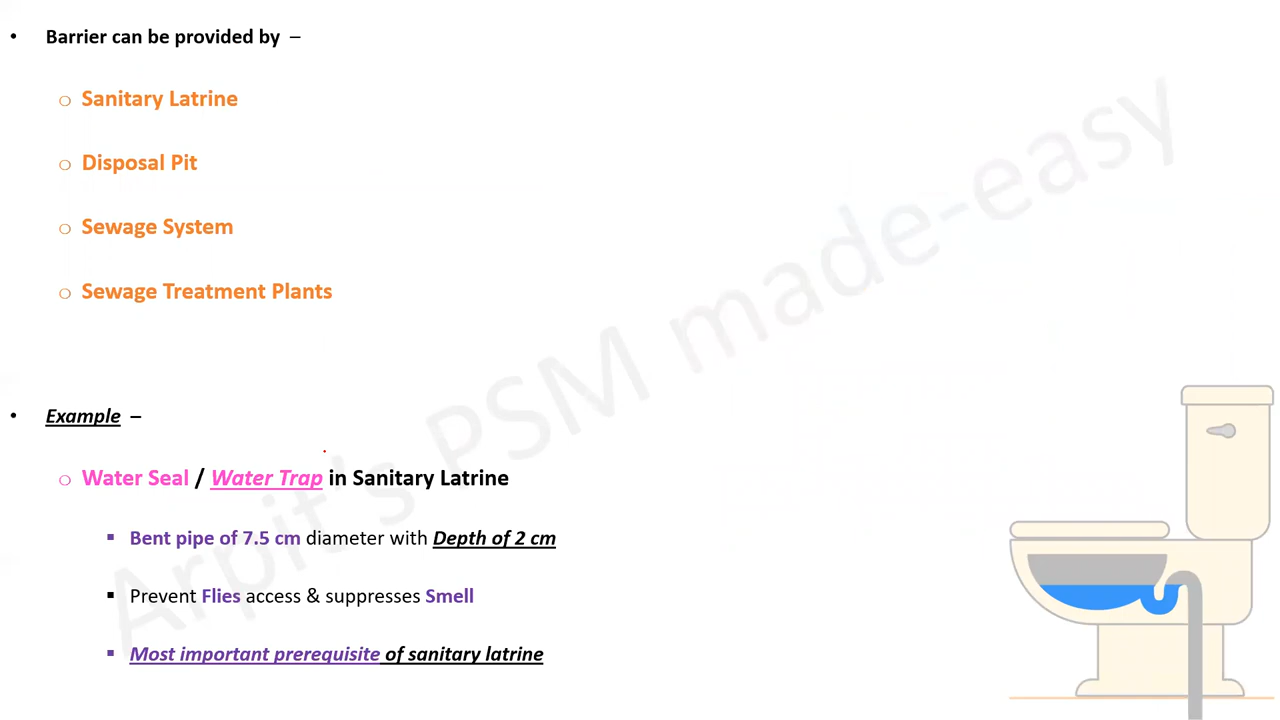 • Barrier can be provided by –
o Sanitary Latrine
o Disposal Pit
o Sewage System
o Sewage Treatment Plants
• Example –
o Water Seal / Water Trap in Sanitary Latrine
▪ Bent pipe of 7.5 cm diameter with Depth of 2 cm
▪ Prevent Flies access & suppresses Smell
▪ Most important prerequisite of sanitary latrine
Arpit's PSM made-easy